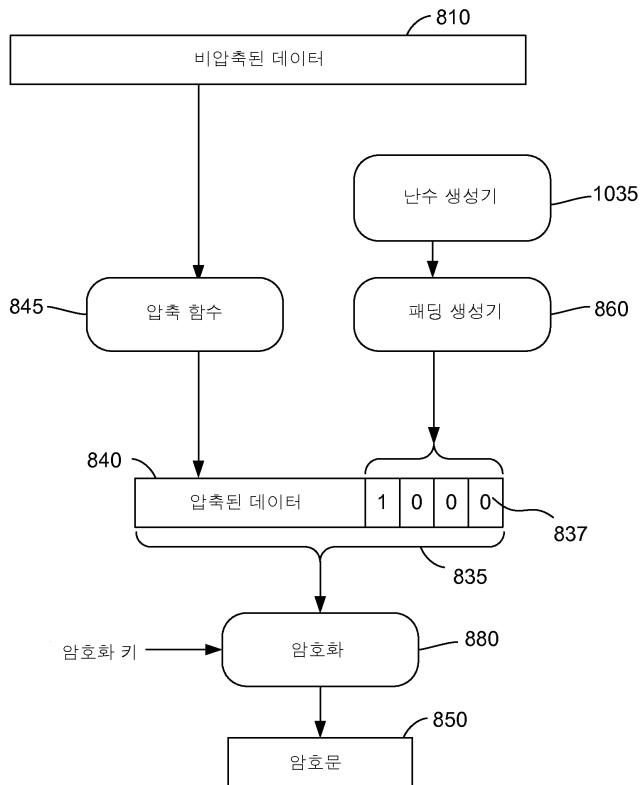 810
비압축된 데이터
난수 생성기
1035
845
압축 함수
패딩 생성기
860
840
압축된 데이터
1 0 0 0
837
835
암호화 키
암호화
880
850
암호문